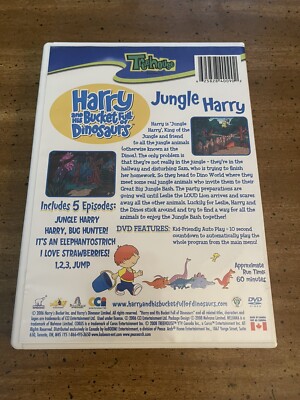 Treehouse
Harry
and His
Bucket Full of
Dinosaurs
Jungle Harry
Harry is "Jungle
Harry", King of the
Jungle and friend
to all the jungle animals
(otherwise known as the
Dinos). The only problem is
that they're not really in the jungle - they're in the
hallway and disturbing Sam, who is trying to finish
her homework. So they head to Dino World where they
meet some real jungle animals who invite them to their
Great Big Jungle Bash. The party preparations are
going well until Leslie the LOUD Lion arrives and scares
away all the other animals. Luckily for Leslie, Harry and
the Dinos stick around and try to find a way for all the
animals to enjoy the Jungle Bash, together!
Includes 5 Episodes:
JUNGLE HARRY
HARRY, BUG HUNTER!
IT'S AN ELEPHANTOSTRICH
I LOVE STRAWBERRIES!
1,2,3, JUMP
DVD FEATURES: Kid-Friendly Auto Play - 10 second
countdown to automatically play the
whole program from the main menu!
Approximate
Run Time:
60 minutes
www.harryandhisbucketfullofdinosaurs.com
DVD